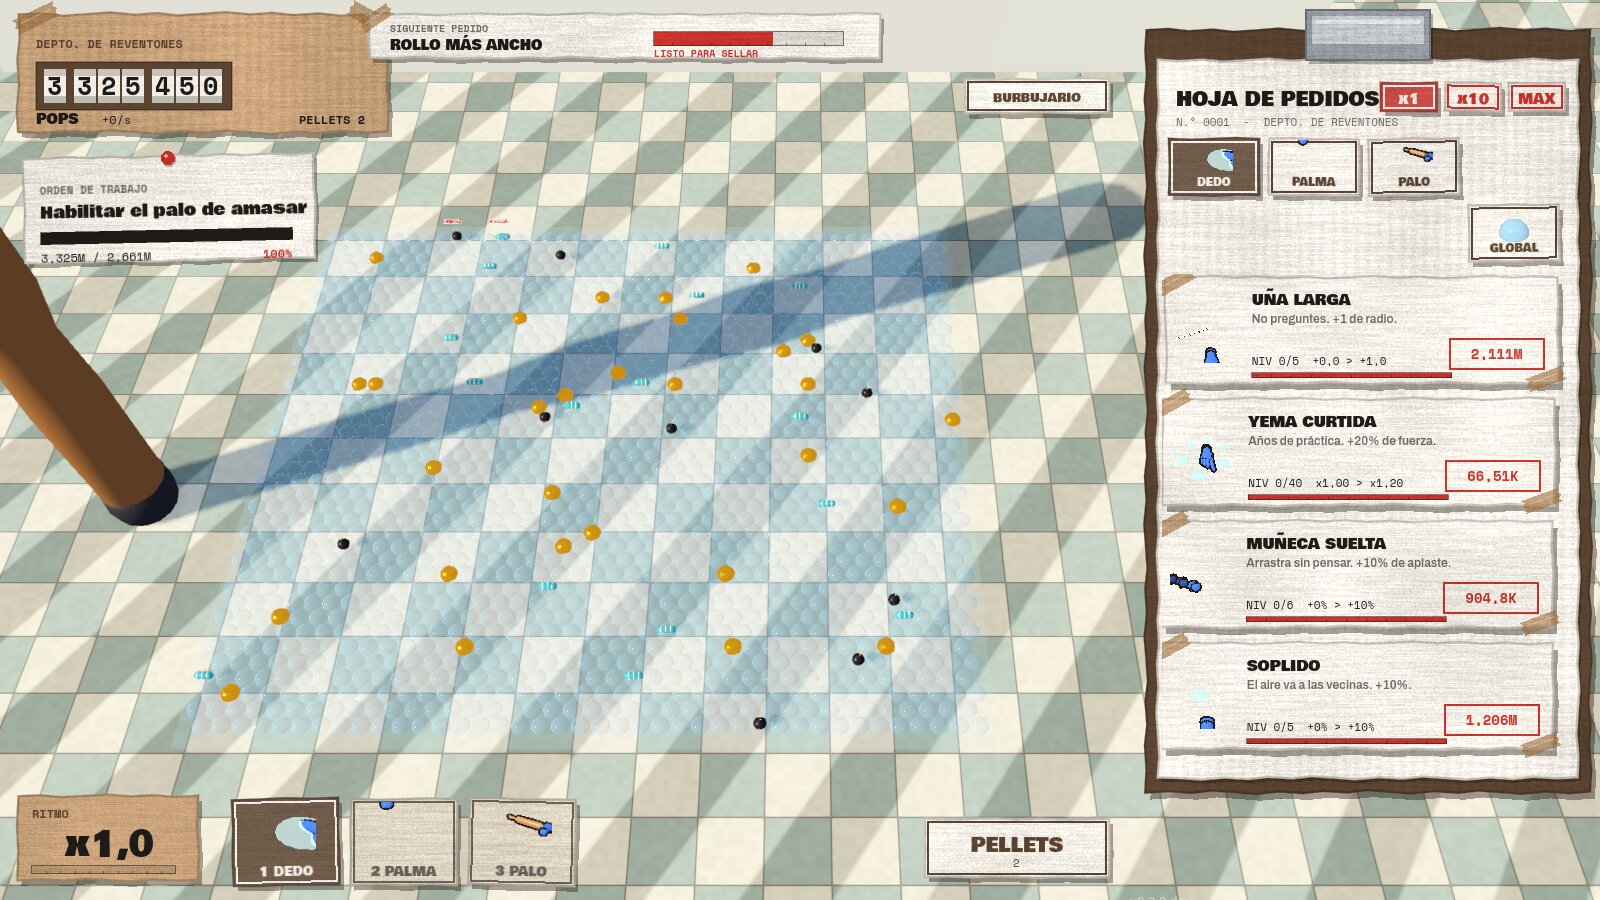 DEPTO. DE REVENTONES
3 325 450
POPS +0/s PELLETS 2
SIGUIENTE PEDIDO
ROLLO MÁS ANCHO
LISTO PARA SELLAR
BURBUJARIO
ORDEN DE TRABAJO
Habilitar el palo de amasar
3,325M / 2,661M 100%
HOJA DE PEDIDOS x1 x10 MAX
N.° 0001 - DEPTO. DE REVENTONES
DEDO PALMA PALO
GLOBAL
UÑA LARGA
No preguntes. +1 de radio.
NIV 0/5 +0,0 > +1,0 2,111M
YEMA CURTIDA
Años de práctica. +20% de fuerza.
NIV 0/40 x1,00 > x1,20 66,51K
MUÑECA SUELTA
Arrastra sin pensar. +10% de aplaste.
NIV 0/6 +0% > +10% 904,8K
SOPLIDO
El aire va a las vecinas. +10%.
NIV 0/5 +0% > +10% 1,206M
RITMO
x1,0
1 DEDO 2 PALMA 3 PALO
PELLETS
2